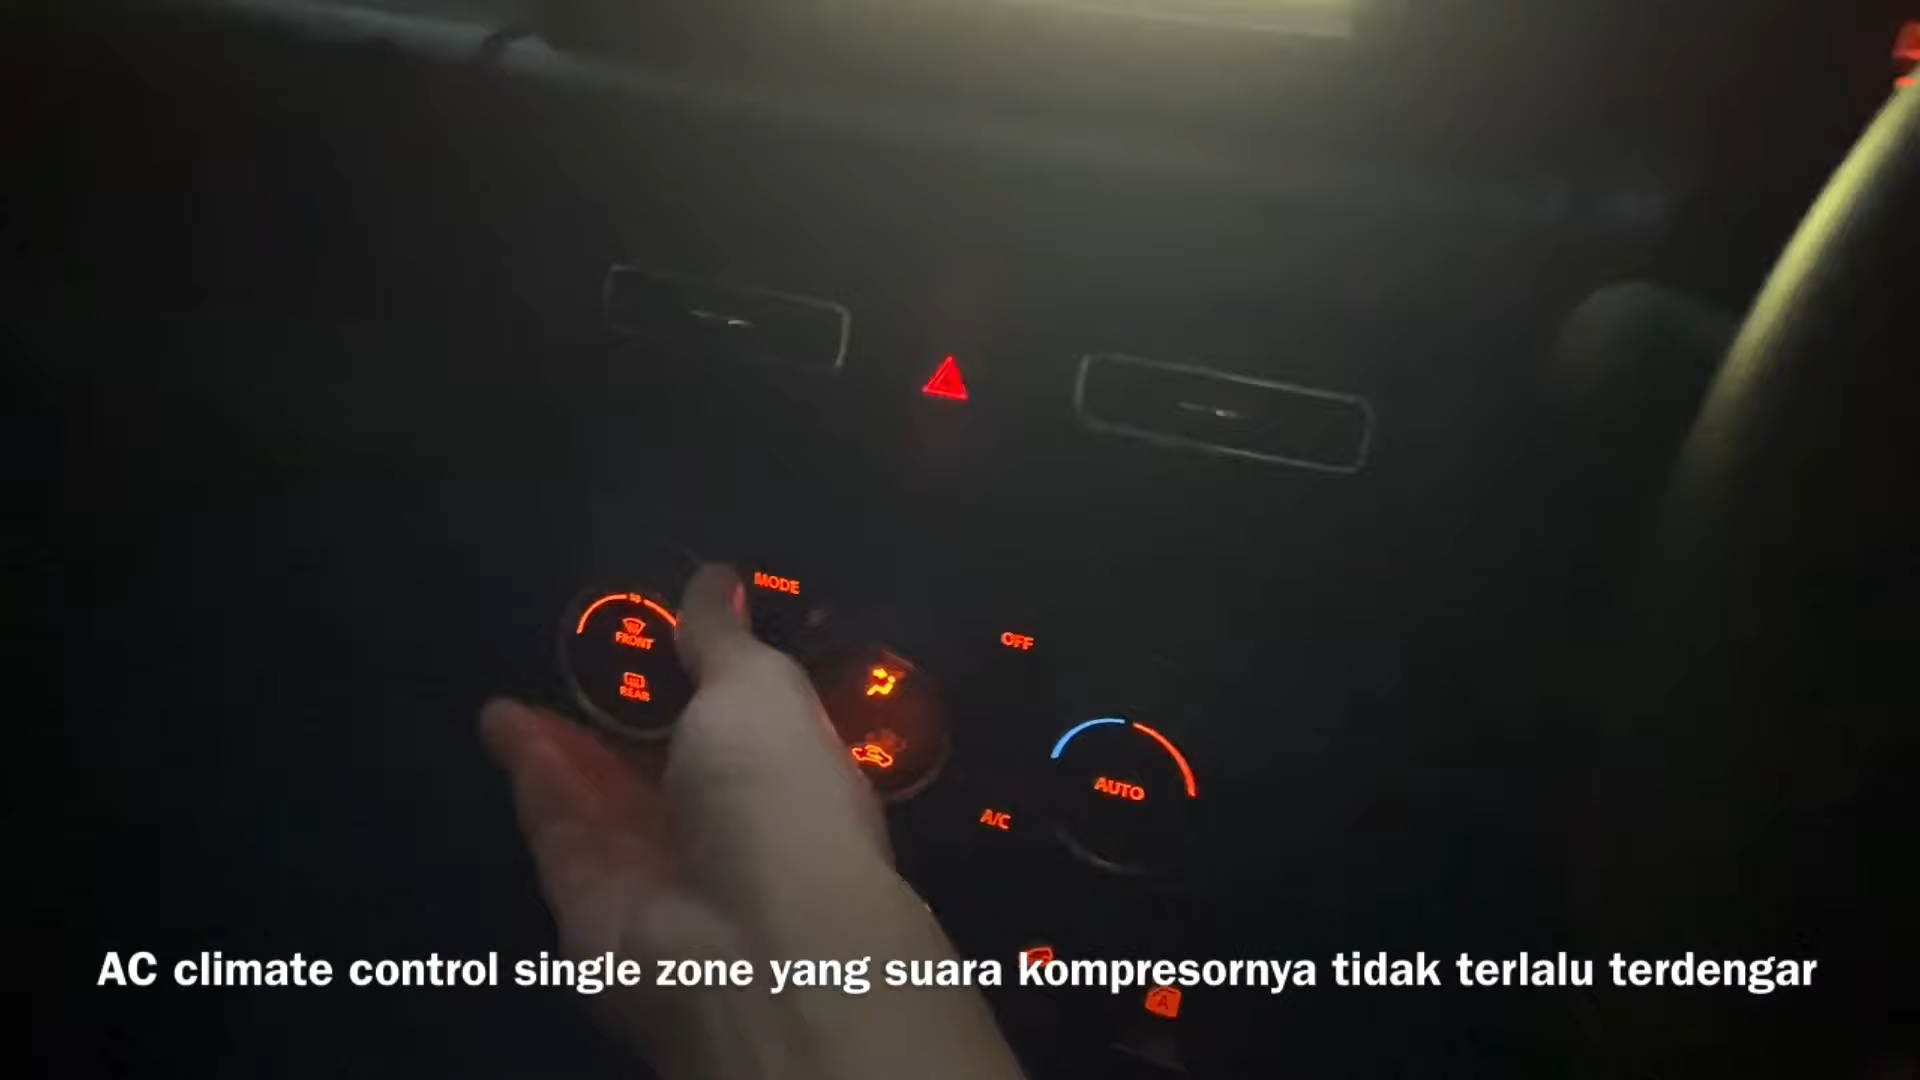 MODE
FRONT
REAR
OFF
AUTO
A/C
A
AC climate control single zone yang suara kompresornya tidak terlalu terdengar